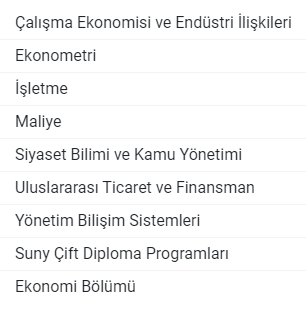 Çalışma Ekonomisi ve Endüstri İlişkileri
Ekonometri
İşletme
Maliye
Siyaset Bilimi ve Kamu Yönetimi
Uluslararası Ticaret ve Finansman
Yönetim Bilişim Sistemleri
Suny Çift Diploma Programları
Ekonomi Bölümü